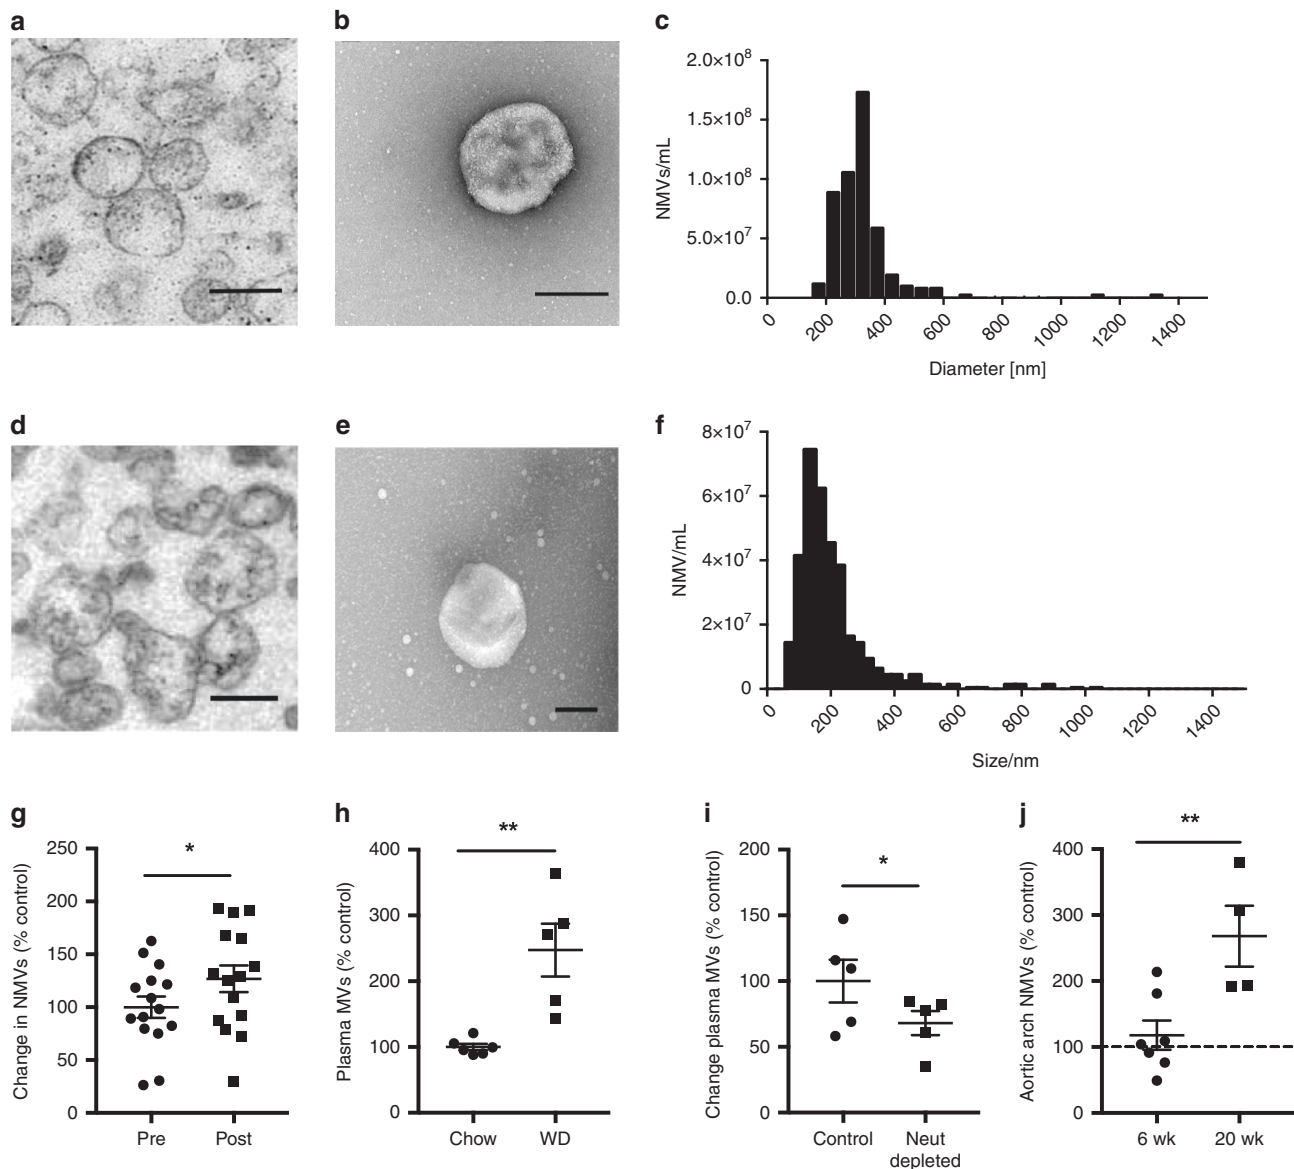 a
b
c
2.0×10⁸
1.5×10⁸
1.0×10⁸
5.0×10⁷
0.0
NMVs/mL
0 200 400 600 800 1000 1200 1400
Diameter [nm]
d
e
f
8×10⁷
6×10⁷
4×10⁷
2×10⁷
0
NMV/mL
0 200 400 600 800 1000 1200 1400
Size/nm
g
250
200
150
100
50
0
Change in NMVs (% control)
*
Pre Post
h
400
300
200
100
0
Plasma MVs (% control)
**
Chow WD
i
200
150
100
50
0
Change plasma MVs (% control)
*
Control Neut
depleted
j
400
300
200
100
0
Aortic arch NMVs (% control)
**
6 wk 20 wk